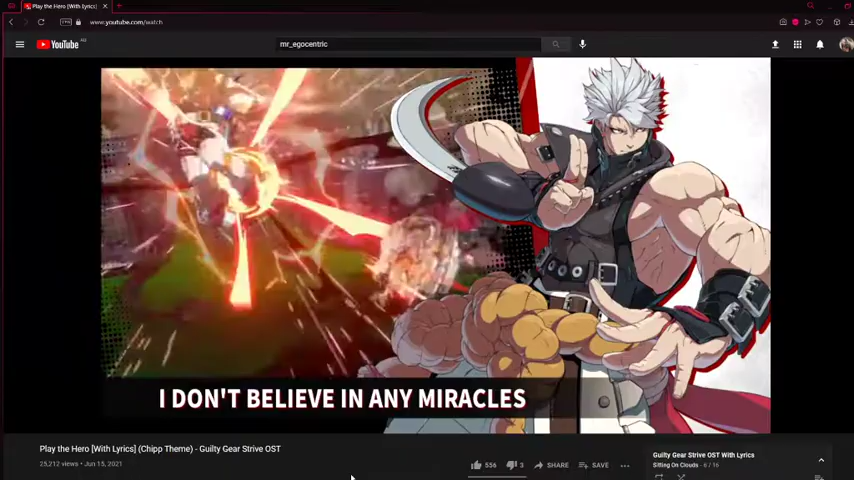 Play the Hero [With Lyrics]
www.youtube.com/watch
YouTube
mr_egocentric
I DON'T BELIEVE IN ANY MIRACLES
Play the Hero [With Lyrics] (Chipp Theme) - Guilty Gear Strive OST
25,212 views • Jun 15, 2021
556
3
SHARE
SAVE
Guilty Gear Strive OST With Lyrics
Sitting On Clouds - 6 / 16